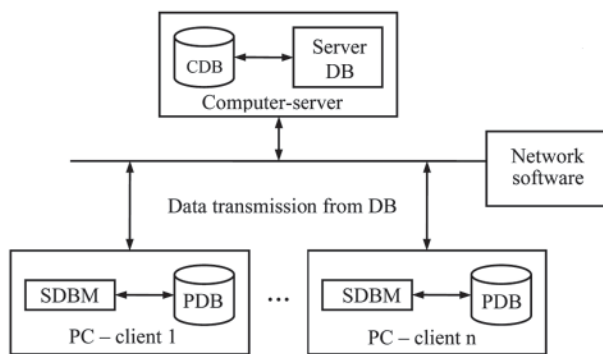 CDB
Server
DB
Computer-server
Network
software
Data transmission from DB
SDBM
PDB
PC – client 1
...
SDBM
PDB
PC – client n